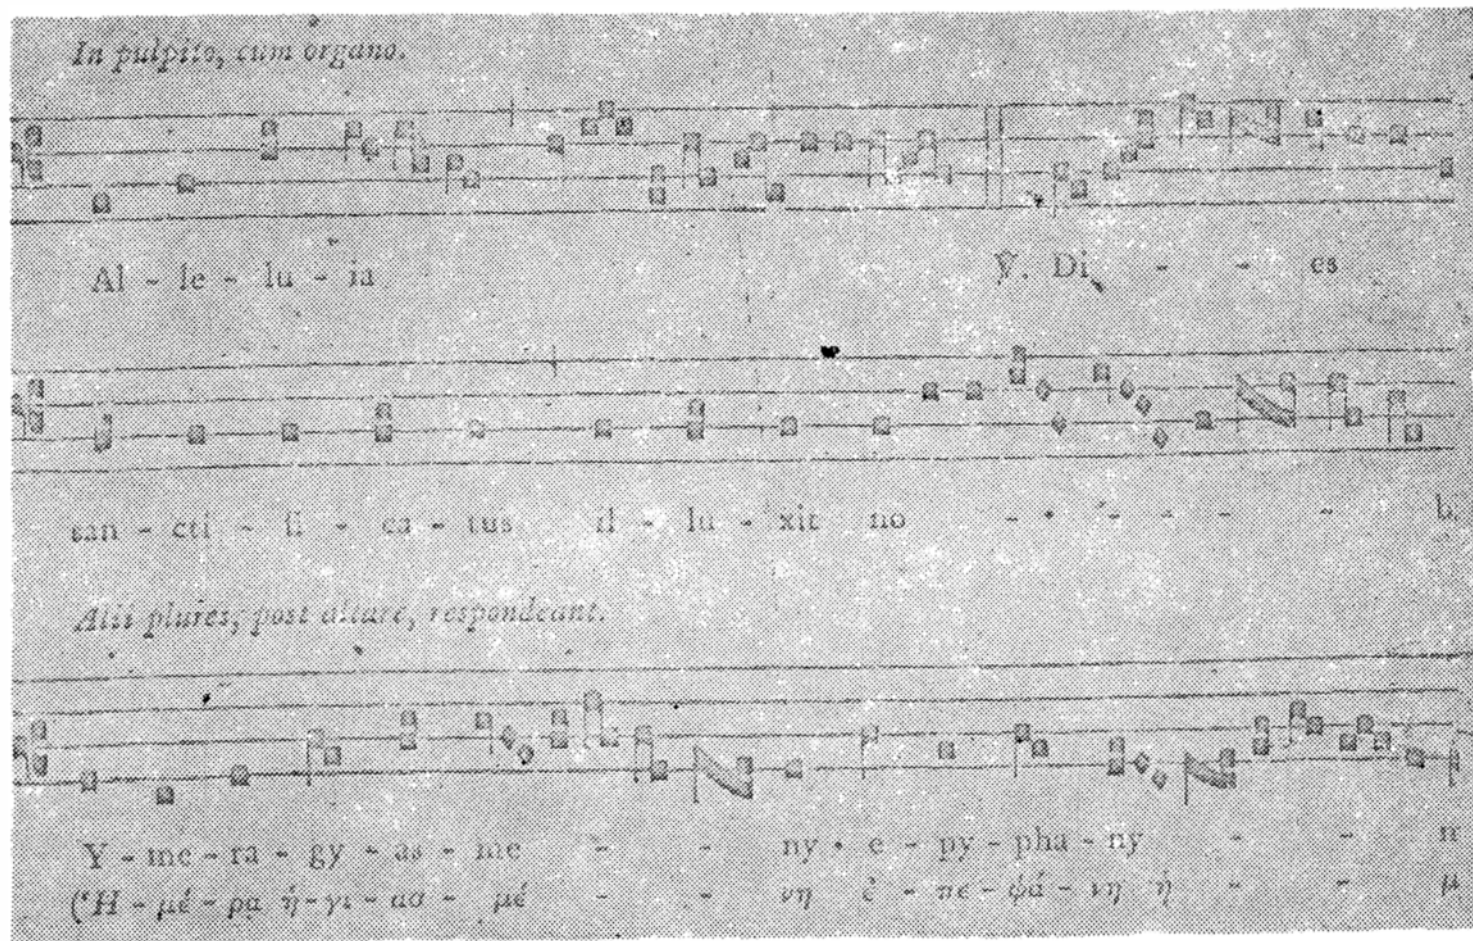 In pulpito, cum organo.
Al - le - lu - ia ℣. Di - - es
san - cti - fi - ca - tus il - lu - xit no - - - - - - b
Alii plures, post altare, respondeant.
Y - me - ra - gy - as - me - - ny - e - py - pha - ny - - m
(Ἡ - μέ - ρα ἡ - γι - ασ - μέ - - νη ἐ - πε - φά - νη ἡ - - μ